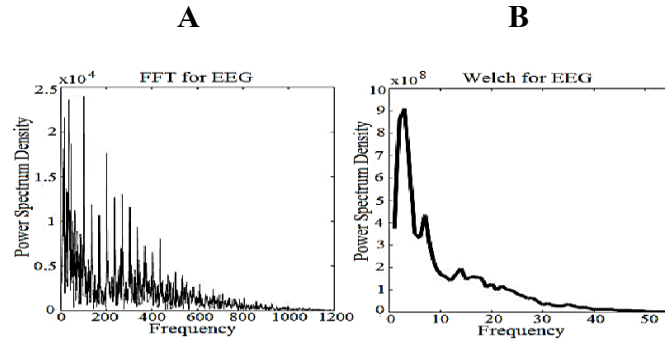 A
B
x10^4
FFT for EEG
2.5
2
1.5
1
0.5
0
0 200 400 600 800 1000 1200
Power Spectrum Density
Frequency
x10^8
Welch for EEG
10
9
8
7
6
5
4
3
2
1
0
0 10 20 30 40 50
Power Spectrum Density
Frequency